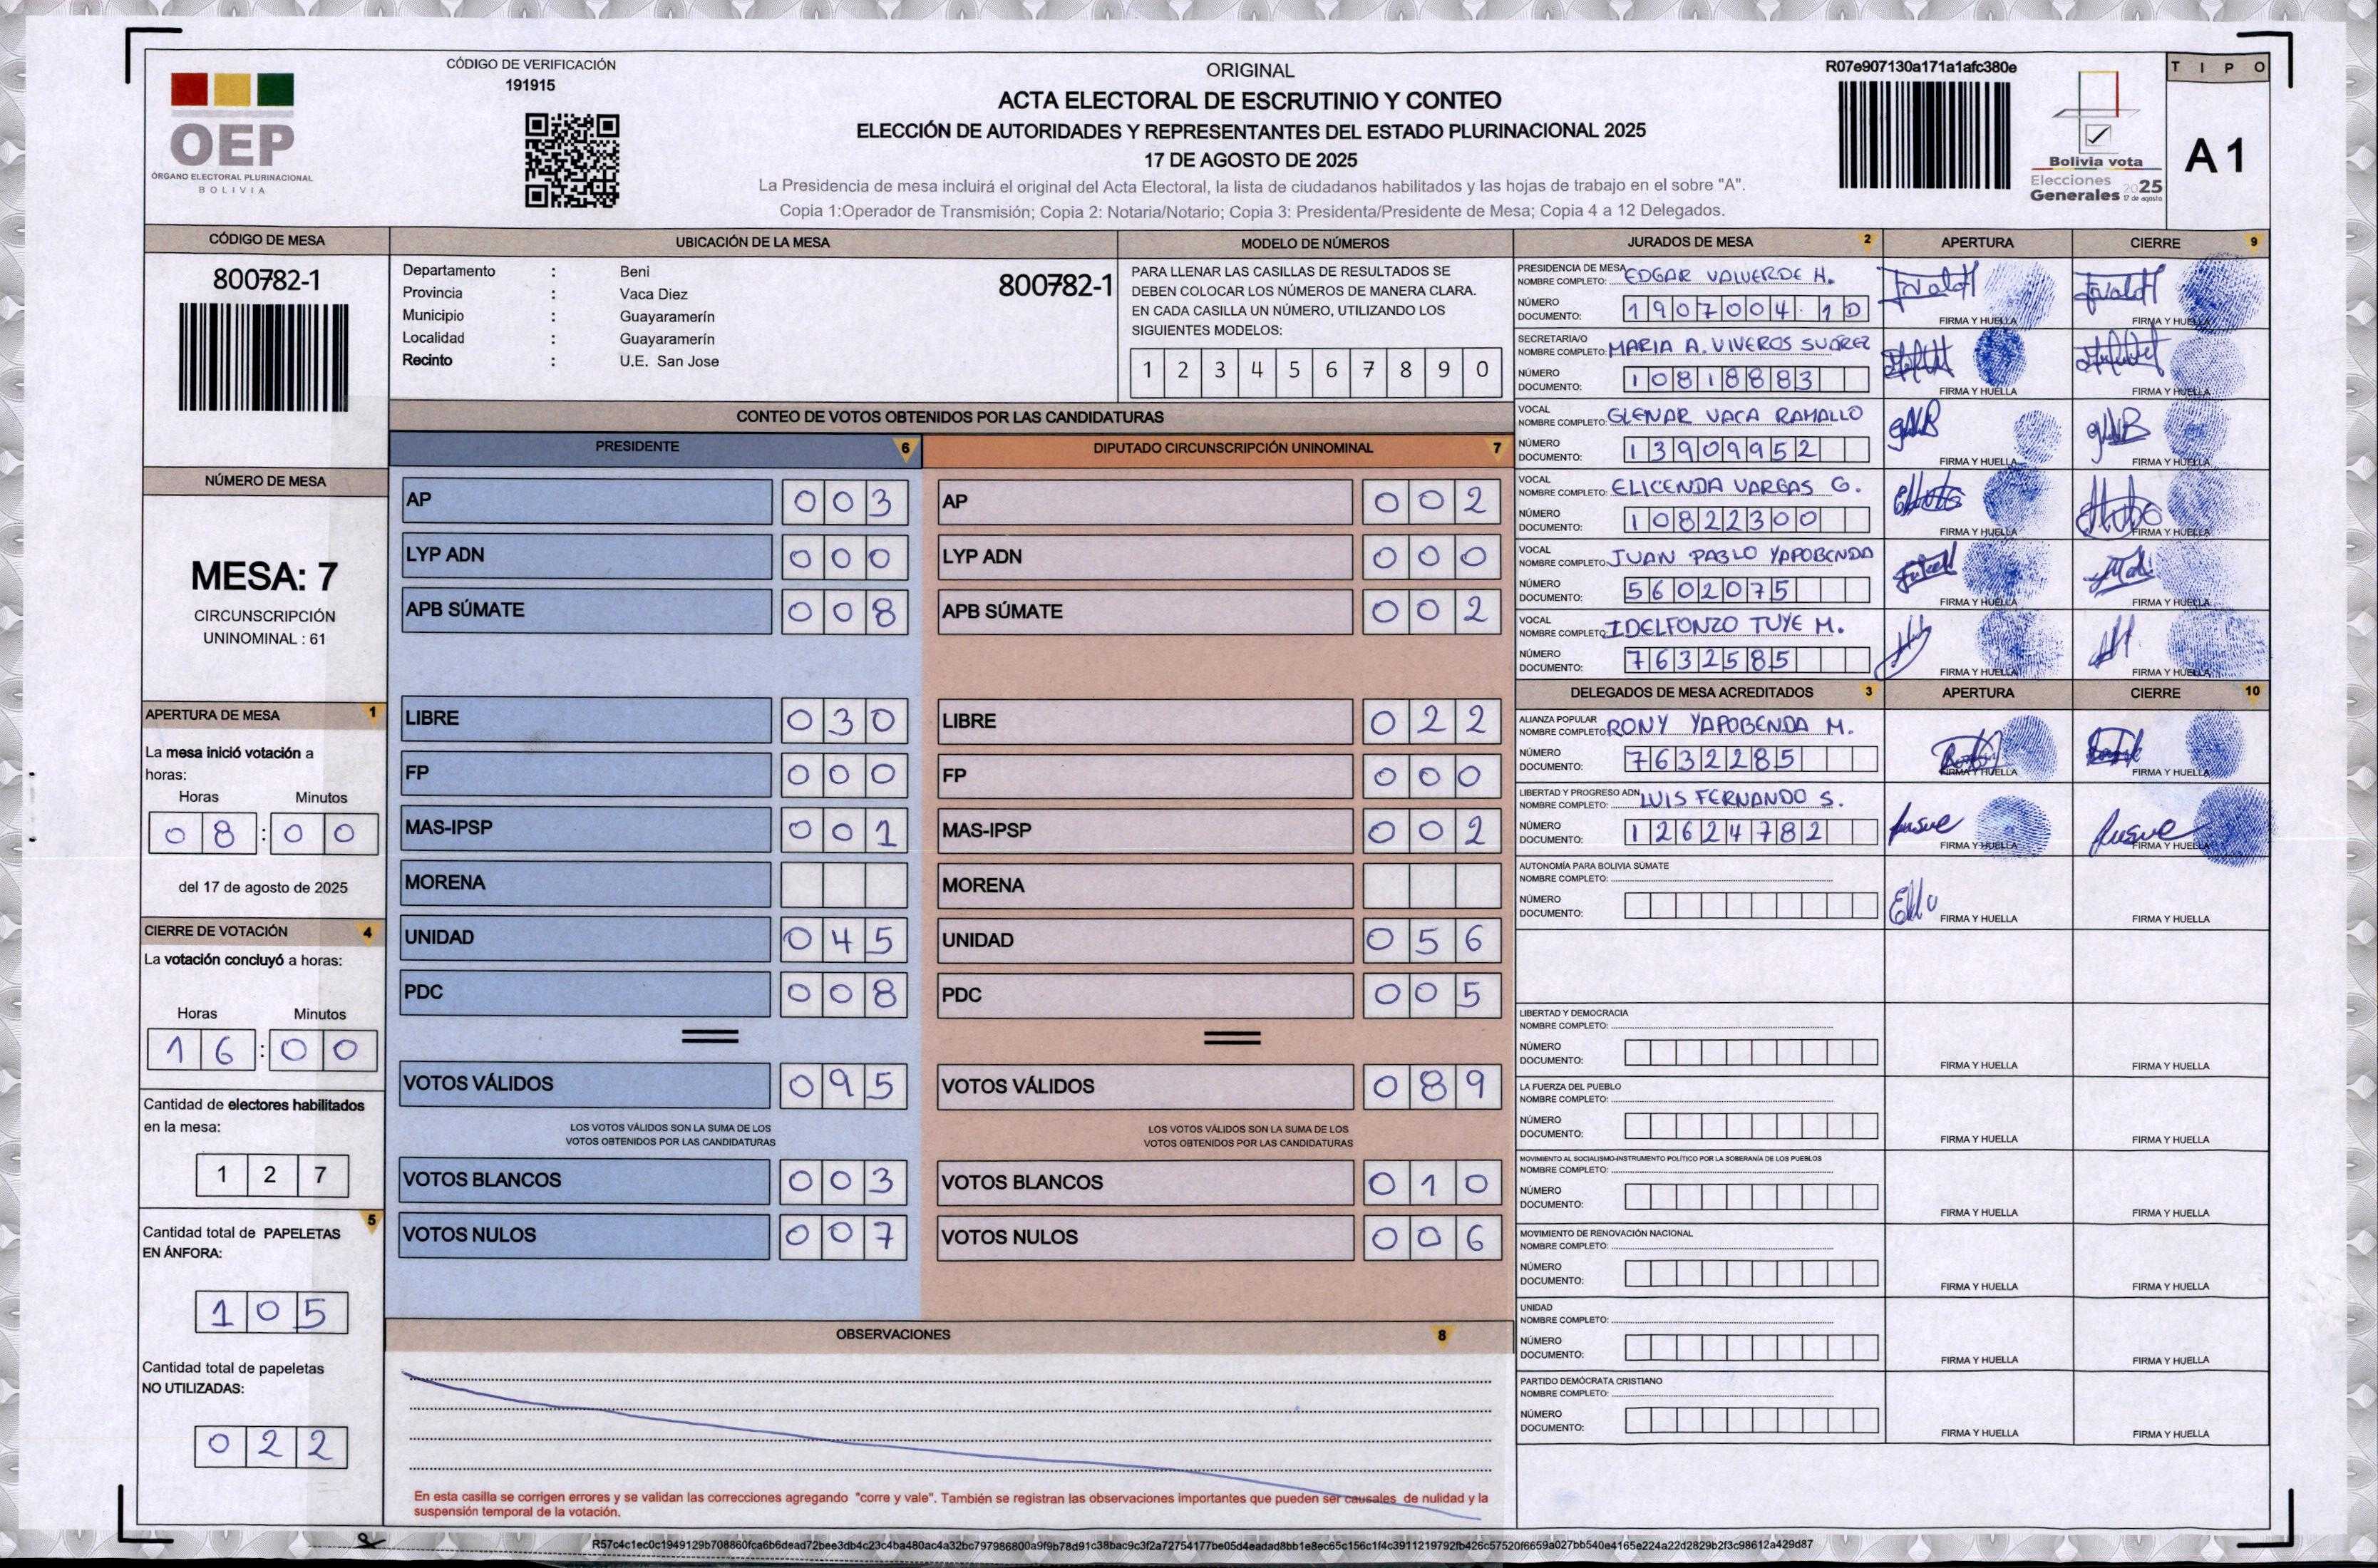 CÓDIGO DE VERIFICACIÓN
191915
OEP
ÓRGANO ELECTORAL PLURINACIONAL
BOLIVIA
ORIGINAL
ACTA ELECTORAL DE ESCRUTINIO Y CONTEO
ELECCIÓN DE AUTORIDADES Y REPRESENTANTES DEL ESTADO PLURINACIONAL 2025
17 DE AGOSTO DE 2025
La Presidencia de mesa incluirá el original del Acta Electoral, la lista de ciudadanos habilitados y las hojas de trabajo en el sobre "A".
Copia 1:Operador de Transmisión; Copia 2: Notaria/Notario; Copia 3: Presidenta/Presidente de Mesa; Copia 4 a 12 Delegados.
R07e907130a171a1afc380e
Bolivia vota
Elecciones
Generales 2025
17 de agosto
TIPO
A 1
CÓDIGO DE MESA
800782-1
NÚMERO DE MESA
MESA: 7
CIRCUNSCRIPCIÓN
UNINOMINAL : 61
APERTURA DE MESA 1
La mesa inició votación a
horas:
Horas Minutos
08:00
del 17 de agosto de 2025
CIERRE DE VOTACIÓN 4
La votación concluyó a horas:
Horas Minutos
16:00
Cantidad de electores habilitados
en la mesa:
127
5
Cantidad total de PAPELETAS
EN ÁNFORA:
105
Cantidad total de papeletas
NO UTILIZADAS:
022
UBICACIÓN DE LA MESA
Departamento : Beni
Provincia : Vaca Diez
Municipio : Guayaramerín
Localidad : Guayaramerín
Recinto : U.E. San Jose
800782-1
MODELO DE NÚMEROS
PARA LLENAR LAS CASILLAS DE RESULTADOS SE
DEBEN COLOCAR LOS NÚMEROS DE MANERA CLARA.
EN CADA CASILLA UN NÚMERO, UTILIZANDO LOS
SIGUIENTES MODELOS:
1 2 3 4 5 6 7 8 9 0
CONTEO DE VOTOS OBTENIDOS POR LAS CANDIDATURAS
PRESIDENTE 6
AP 003
LYP ADN 000
APB SÚMATE 008
LIBRE 030
FP 000
MAS-IPSP 001
MORENA
UNIDAD 045
PDC 008
VOTOS VÁLIDOS 095
LOS VOTOS VÁLIDOS SON LA SUMA DE LOS
VOTOS OBTENIDOS POR LAS CANDIDATURAS
VOTOS BLANCOS 003
VOTOS NULOS 007
DIPUTADO CIRCUNSCRIPCIÓN UNINOMINAL 7
AP 002
LYP ADN 000
APB SÚMATE 002
LIBRE 022
FP 000
MAS-IPSP 002
MORENA
UNIDAD 056
PDC 005
VOTOS VÁLIDOS 089
LOS VOTOS VÁLIDOS SON LA SUMA DE LOS
VOTOS OBTENIDOS POR LAS CANDIDATURAS
VOTOS BLANCOS 010
VOTOS NULOS 006
OBSERVACIONES 8
En esta casilla se corrigen errores y se validan las correcciones agregando "corre y vale". También se registran las observaciones importantes que pueden ser causales de nulidad y la
suspensión temporal de la votación.
JURADOS DE MESA 2 APERTURA CIERRE 9
PRESIDENCIA DE MESA
NOMBRE COMPLETO: EDGAR VALVERDE H.
NÚMERO
DOCUMENTO: 1907004.1D
FIRMA Y HUELLA FIRMA Y HUELLA
SECRETARIA/O
NOMBRE COMPLETO: MARIA A. VIVEROS SUÁREZ
NÚMERO
DOCUMENTO: 10818883
FIRMA Y HUELLA FIRMA Y HUELLA
VOCAL
NOMBRE COMPLETO: GLENAR VACA RAMALLO
NÚMERO
DOCUMENTO: 13909952
FIRMA Y HUELLA FIRMA Y HUELLA
VOCAL
NOMBRE COMPLETO: ELICENDA VARGAS G.
NÚMERO
DOCUMENTO: 10822300
FIRMA Y HUELLA FIRMA Y HUELLA
VOCAL
NOMBRE COMPLETO: JUAN PABLO YAPOBENDA
NÚMERO
DOCUMENTO: 5602075
FIRMA Y HUELLA FIRMA Y HUELLA
VOCAL
NOMBRE COMPLETO: IDELFONZO TUYE M.
NÚMERO
DOCUMENTO: 7632585
FIRMA Y HUELLA FIRMA Y HUELLA
DELEGADOS DE MESA ACREDITADOS 3 APERTURA CIERRE 10
ALIANZA POPULAR
NOMBRE COMPLETO: RONY YAPOBENDA M.
NÚMERO
DOCUMENTO: 7632285
FIRMA Y HUELLA FIRMA Y HUELLA
LIBERTAD Y PROGRESO ADN
NOMBRE COMPLETO: LUIS FERNANDO S.
NÚMERO
DOCUMENTO: 12624782
FIRMA Y HUELLA FIRMA Y HUELLA
AUTONOMÍA PARA BOLIVIA SÚMATE
NOMBRE COMPLETO:
NÚMERO
DOCUMENTO:
FIRMA Y HUELLA FIRMA Y HUELLA
LIBERTAD Y DEMOCRACIA
NOMBRE COMPLETO:
NÚMERO
DOCUMENTO:
FIRMA Y HUELLA FIRMA Y HUELLA
LA FUERZA DEL PUEBLO
NOMBRE COMPLETO:
NÚMERO
DOCUMENTO:
FIRMA Y HUELLA FIRMA Y HUELLA
MOVIMIENTO AL SOCIALISMO-INSTRUMENTO POLÍTICO POR LA SOBERANÍA DE LOS PUEBLOS
NOMBRE COMPLETO:
NÚMERO
DOCUMENTO:
FIRMA Y HUELLA FIRMA Y HUELLA
MOVIMIENTO DE RENOVACIÓN NACIONAL
NOMBRE COMPLETO:
NÚMERO
DOCUMENTO:
FIRMA Y HUELLA FIRMA Y HUELLA
UNIDAD
NOMBRE COMPLETO:
NÚMERO
DOCUMENTO:
FIRMA Y HUELLA FIRMA Y HUELLA
PARTIDO DEMÓCRATA CRISTIANO
NOMBRE COMPLETO:
NÚMERO
DOCUMENTO:
FIRMA Y HUELLA FIRMA Y HUELLA